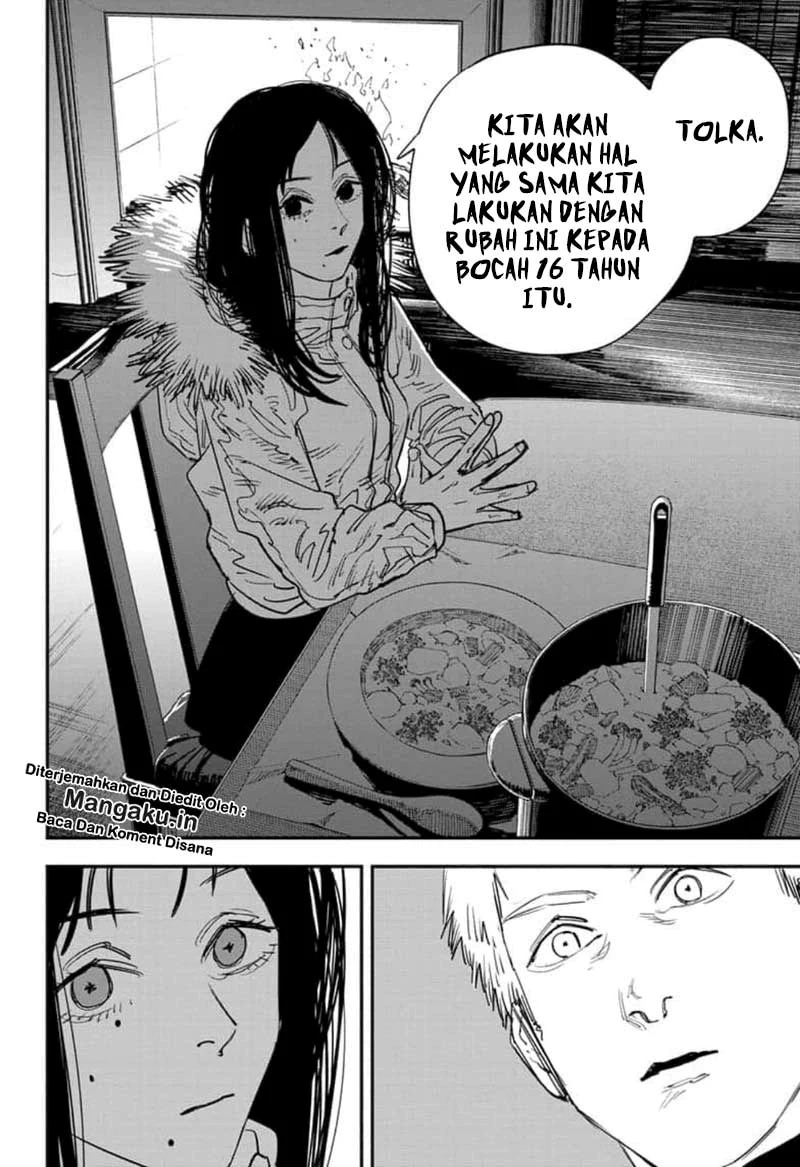 TOLKA.
KITA AKAN
MELAKUKAN HAL
YANG SAMA KITA
LAKUKAN DENGAN
RUBAH INI KEPADA
BOCAH 16 TAHUN
ITU.
Diterjemahkan dan Diedit Oleh :
Mangaku.in
Baca Dan Koment Disana